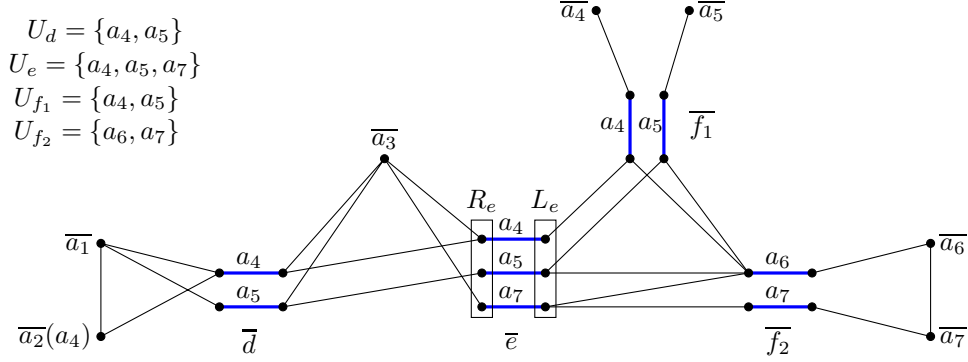 $\overline{a_4}$ $\overline{a_5}$
$U_d = \{a_4, a_5\}$
$U_e = \{a_4, a_5, a_7\}$
$U_{f_1} = \{a_4, a_5\}$
$U_{f_2} = \{a_6, a_7\}$
$a_4$ $a_5$ $\overline{f_1}$
$\overline{a_3}$
$R_e$ $L_e$
$a_4$
$\overline{a_1}$ $\overline{a_6}$
$a_4$ $a_5$ $a_6$
$a_5$ $a_7$ $a_7$
$\overline{a_2}(a_4)$ $\overline{d}$ $\overline{e}$ $\overline{f_2}$ $\overline{a_7}$